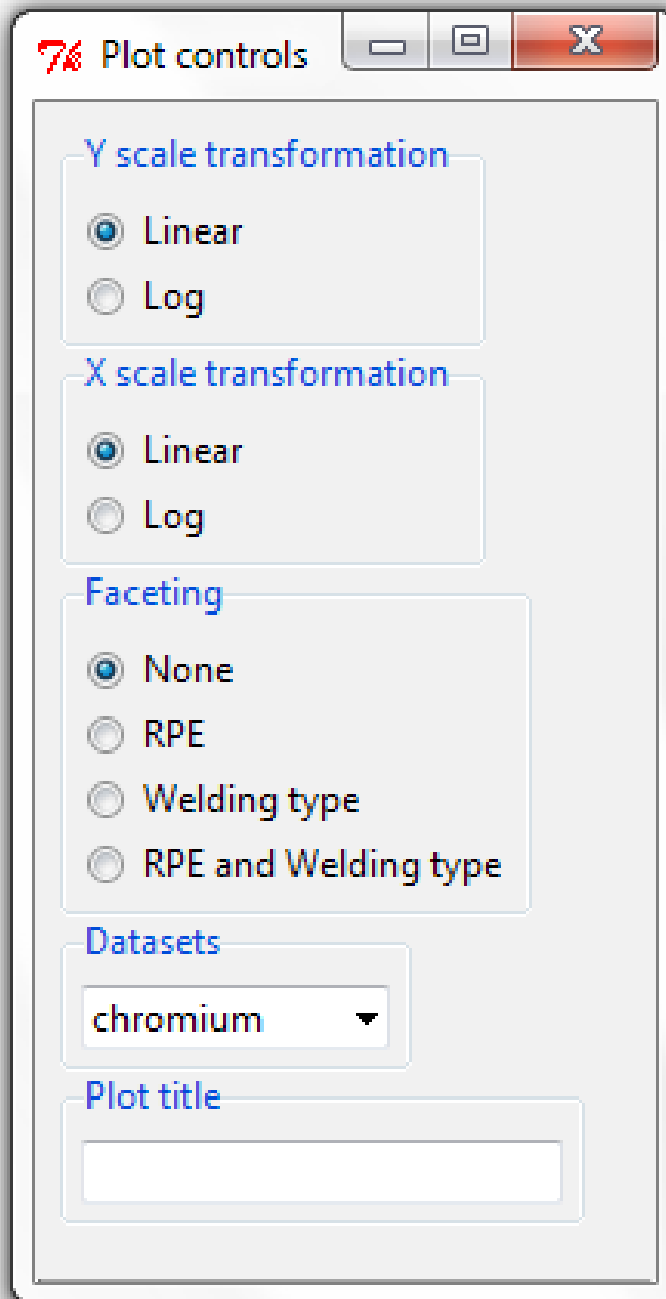 Plot controls
Y scale transformation
Linear
Log
X scale transformation
Linear
Log
Faceting
None
RPE
Welding type
RPE and Welding type
Datasets
chromium
Plot title